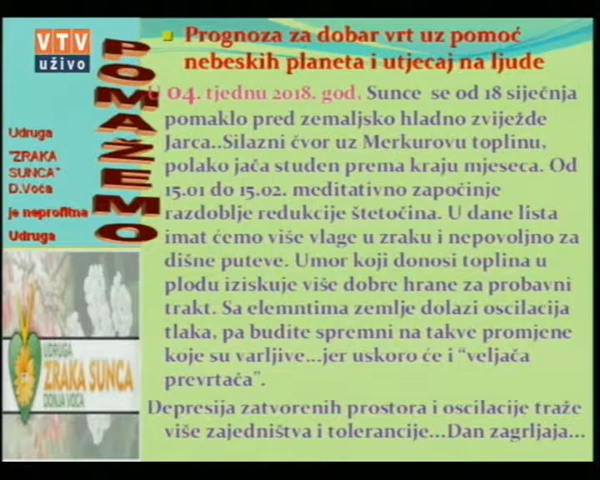 VTV
uživo
POMAŽEMO
Udruga
"ZRAKA
SUNCA"
D.Voća
je neprofitna
Udruga
UDRUGA
ZRAKA SUNCA
DONJA VOĆA
Prognoza za dobar vrt uz pomoć
nebeskih planeta i utjecaj na ljude
U 04. tjednu 2018. god. Sunce se od 18 siječnja
pomaklo pred zemaljsko hladno zviježde
Jarca..Silazni čvor uz Merkurovu toplinu,
polako jača studen prema kraju mjeseca. Od
15.01 do 15.02. meditativno započinje
razdoblje redukcije štetočina. U dane lista
imat ćemo više vlage u zraku i nepovoljno za
dišne puteve. Umor koji donosi toplina u
plodu iziskuje više dobre hrane za probavni
trakt. Sa elemntima zemlje dolazi oscilacija
tlaka, pa budite spremni na takve promjene
koje su varljive...jer uskoro će i "veljača
prevrtača".
Depresija zatvorenih prostora i oscilacije traže
više zajedništva i tolerancije...Dan zagrljaja...